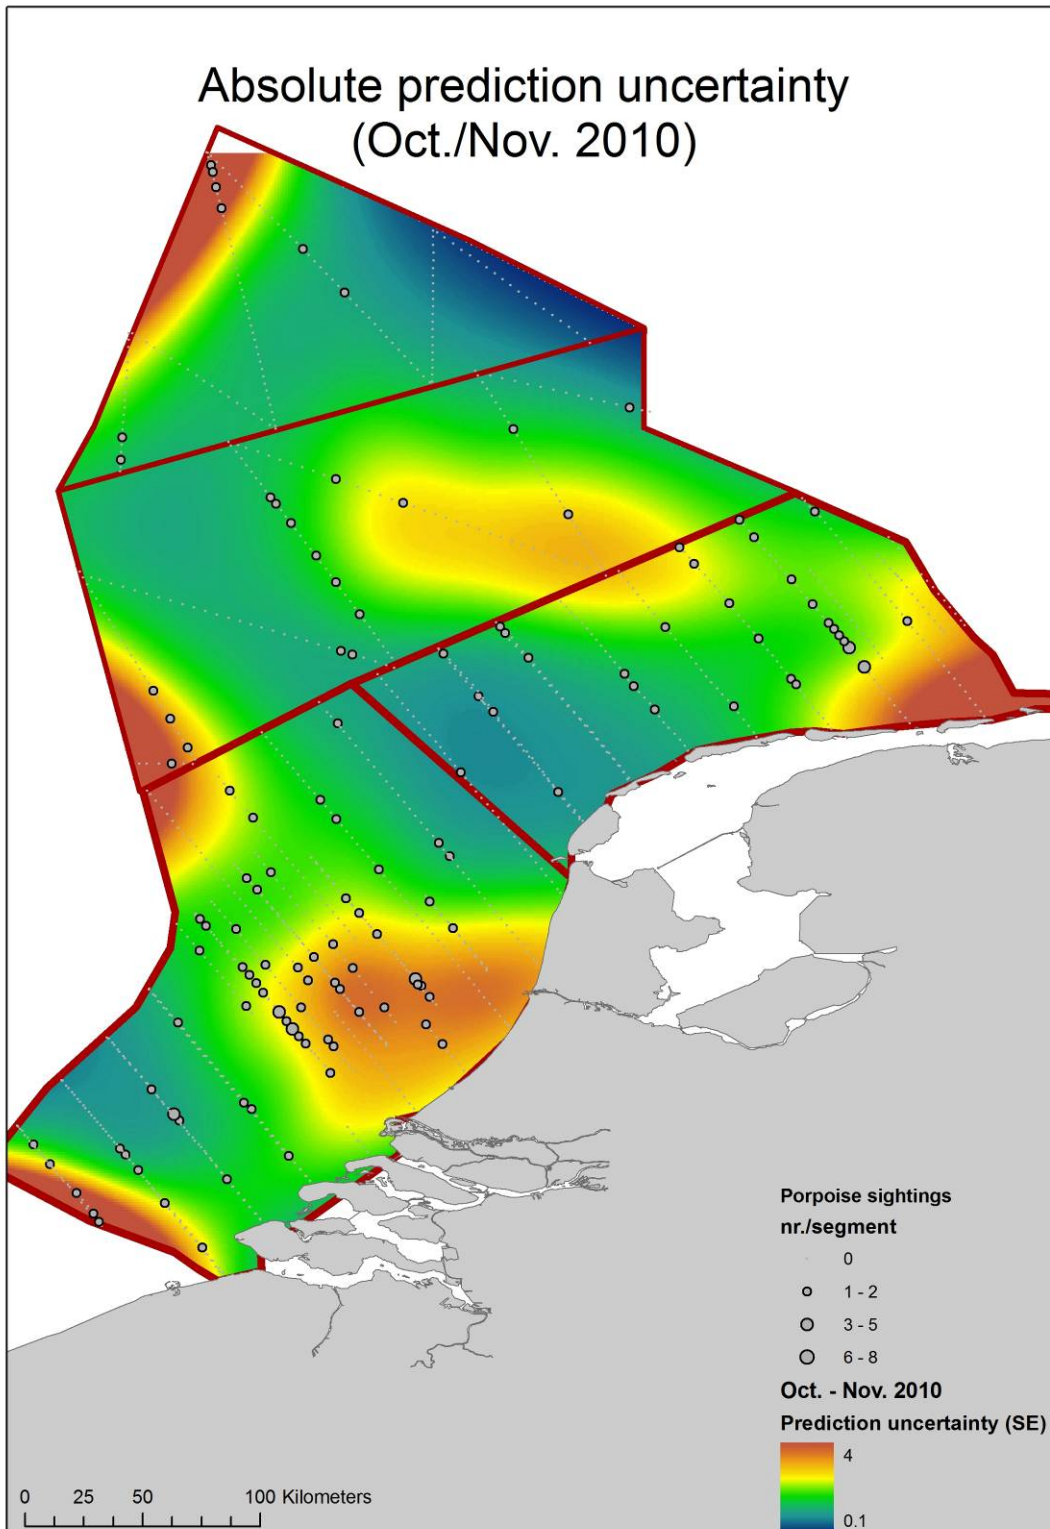 Absolute prediction uncertainty
(Oct./Nov. 2010)
Porpoise sightings
nr./segment
0
1 - 2
3 - 5
6 - 8
Oct. - Nov. 2010
Prediction uncertainty (SE)
4
0.1
0 25 50 100 Kilometers